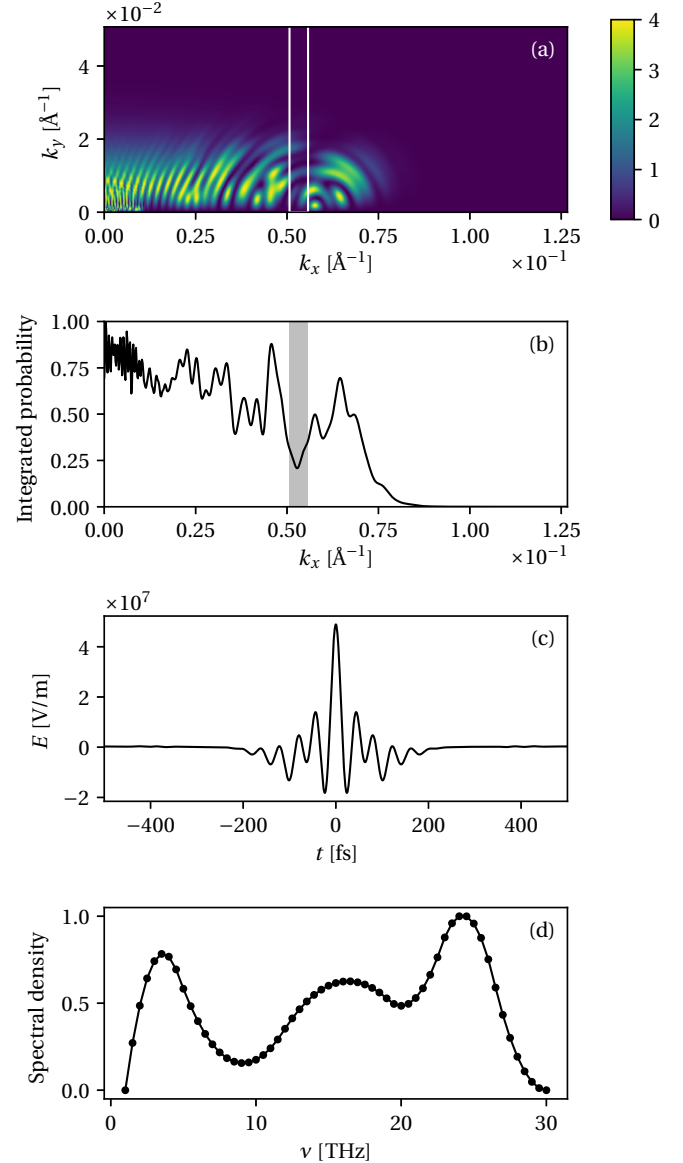 ×10⁻²
(a)
4
3
2
1
0
4
2
0
k_y [Å⁻¹]
0.00 0.25 0.50 0.75 1.00 1.25
k_x [Å⁻¹]
×10⁻¹
(b)
1.00
0.75
0.50
0.25
0.00
Integrated probability
0.00 0.25 0.50 0.75 1.00 1.25
k_x [Å⁻¹]
×10⁻¹
×10⁷
(c)
4
2
0
−2
E [V/m]
−400 −200 0 200 400
t [fs]
(d)
1.0
0.5
0.0
Spectral density
0 10 20 30
ν [THz]